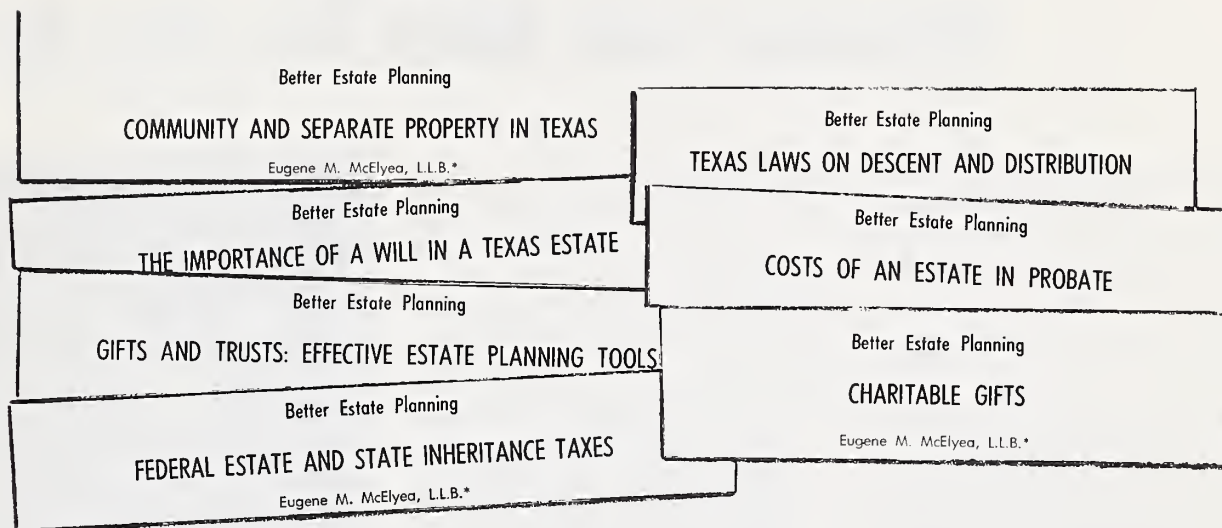 Better Estate Planning
COMMUNITY AND SEPARATE PROPERTY IN TEXAS
Eugene M. McElyea, L.L.B.*
Better Estate Planning
THE IMPORTANCE OF A WILL IN A TEXAS ESTATE
Better Estate Planning
GIFTS AND TRUSTS: EFFECTIVE ESTATE PLANNING TOOLS
Better Estate Planning
FEDERAL ESTATE AND STATE INHERITANCE TAXES
Eugene M. McElyea, L.L.B.*
Better Estate Planning
TEXAS LAWS ON DESCENT AND DISTRIBUTION
Better Estate Planning
COSTS OF AN ESTATE IN PROBATE
Better Estate Planning
CHARITABLE GIFTS
Eugene M. McElyea, L.L.B.*